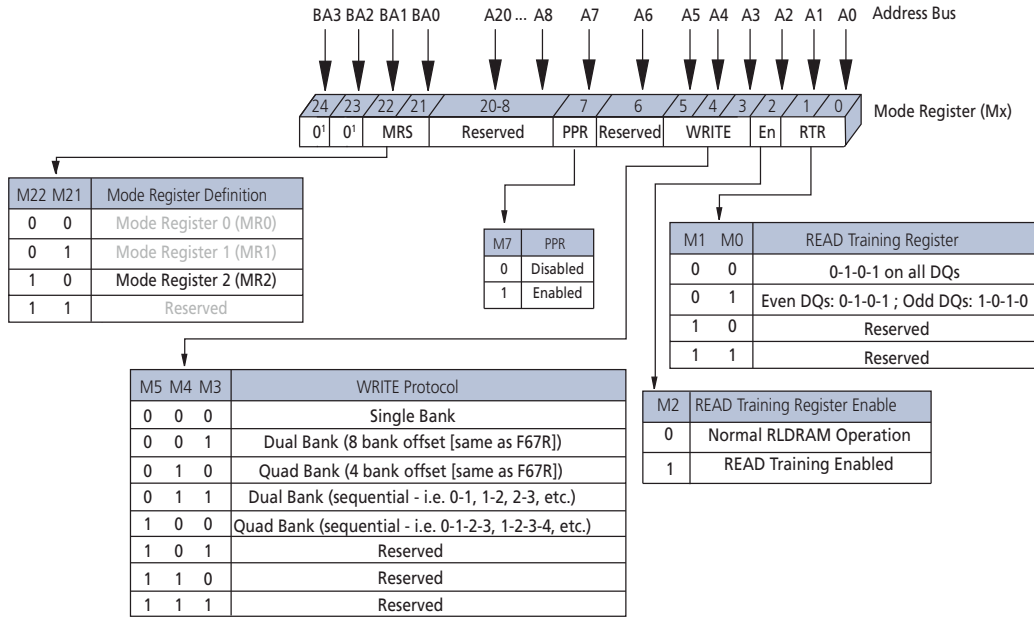 BA3 BA2 BA1 BA0 A20 ... A8 A7 A6 A5 A4 A3 A2 A1 A0 Address Bus
24 23 22 21 20-8 7 6 5 4 3 2 1 0 Mode Register (Mx)
0¹ 0¹ MRS Reserved PPR Reserved WRITE En RTR
M22 M21 Mode Register Definition
0 0 Mode Register 0 (MR0)
0 1 Mode Register 1 (MR1)
1 0 Mode Register 2 (MR2)
1 1 Reserved
M7 PPR
0 Disabled
1 Enabled
M1 M0 READ Training Register
0 0 0-1-0-1 on all DQs
0 1 Even DQs: 0-1-0-1 ; Odd DQs: 1-0-1-0
1 0 Reserved
1 1 Reserved
M5 M4 M3 WRITE Protocol
0 0 0 Single Bank
0 0 1 Dual Bank (8 bank offset [same as F67R])
0 1 0 Quad Bank (4 bank offset [same as F67R])
0 1 1 Dual Bank (sequential - i.e. 0-1, 1-2, 2-3, etc.)
1 0 0 Quad Bank (sequential - i.e. 0-1-2-3, 1-2-3-4, etc.)
1 0 1 Reserved
1 1 0 Reserved
1 1 1 Reserved
M2 READ Training Register Enable
0 Normal RLDRAM Operation
1 READ Training Enabled